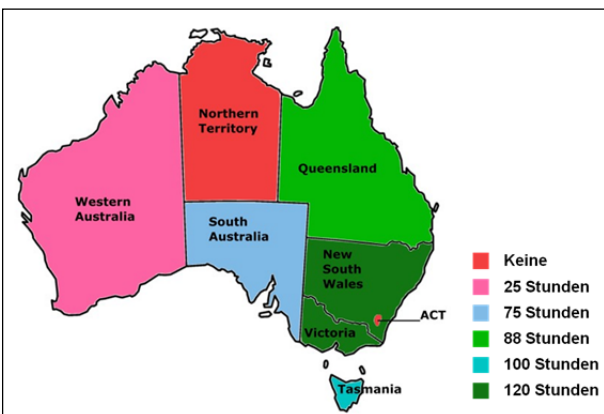 Northern
Territory
Queensland
Western
Australia
South
Australia
New
South
Wales
ACT
Victoria
Tasmania
Keine
25 Stunden
75 Stunden
88 Stunden
100 Stunden
120 Stunden